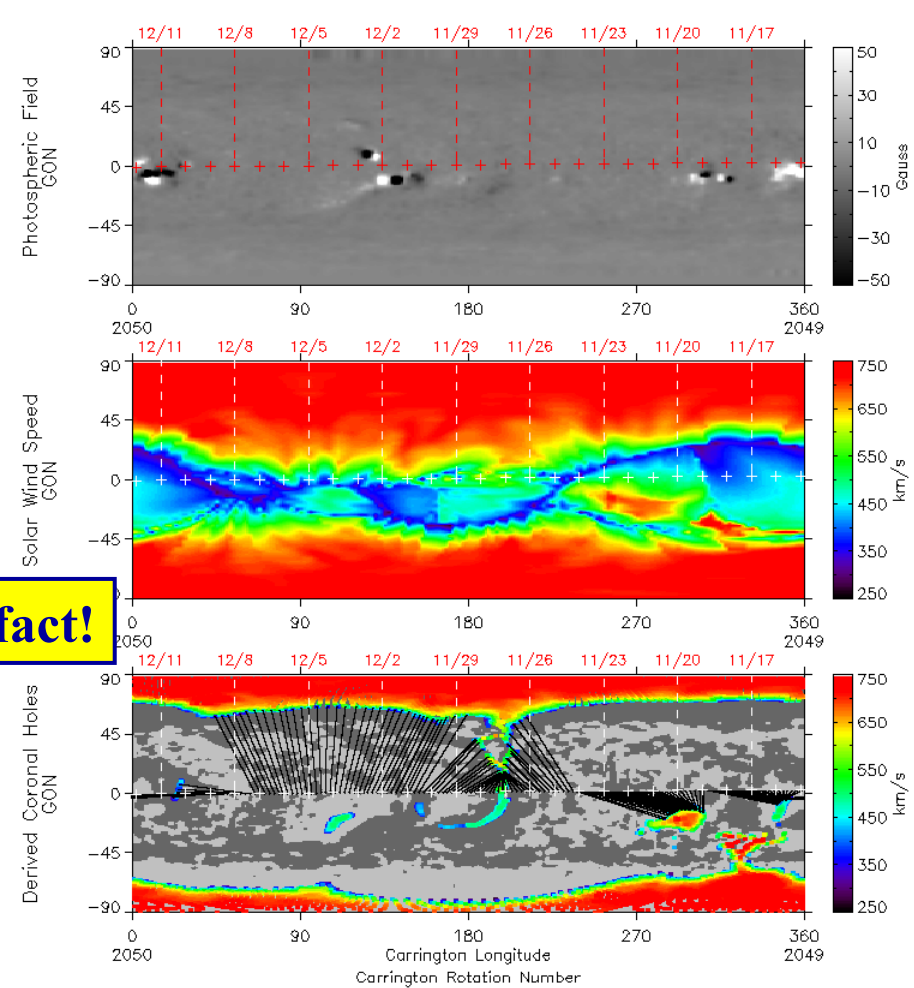 12/11 12/8 12/5 12/2 11/29 11/26 11/23 11/20 11/17
90
45
0
−45
−90
Photospheric Field
GON
50
30
10
−10
−30
−50
Gauss
0 90 180 270 360
2050 2049
12/11 12/8 12/5 12/2 11/29 11/26 11/23 11/20 11/17
90
45
0
−45
Solar Wind Speed
GON
750
650
550
450
350
250
km/s
fact!
0 90 180 270 360
2050 2049
12/11 12/8 12/5 12/2 11/29 11/26 11/23 11/20 11/17
90
45
0
−45
−90
Derived Coronal Holes
GON
750
650
550
450
350
250
km/s
0 90 180 270 360
2050 Carrington Longitude 2049
Carrington Rotation Number